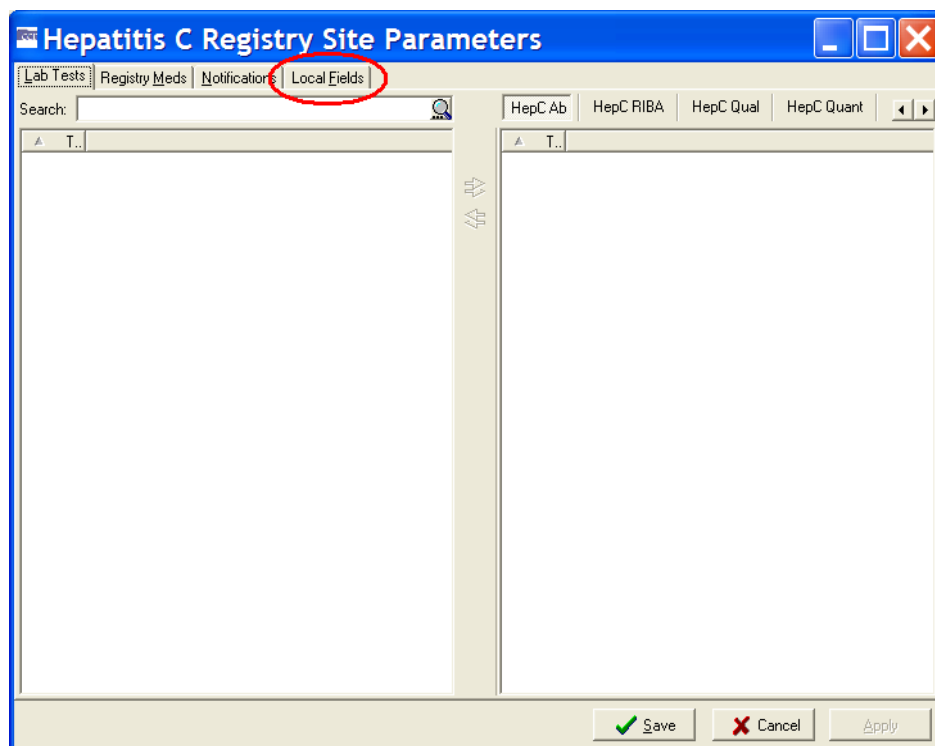 Hepatitis C Registry Site Parameters
Lab Tests Registry Meds Notifications Local Fields
Search: HepC Ab HepC RIBA HepC Qual HepC Quant
T.. T..
Save Cancel Apply